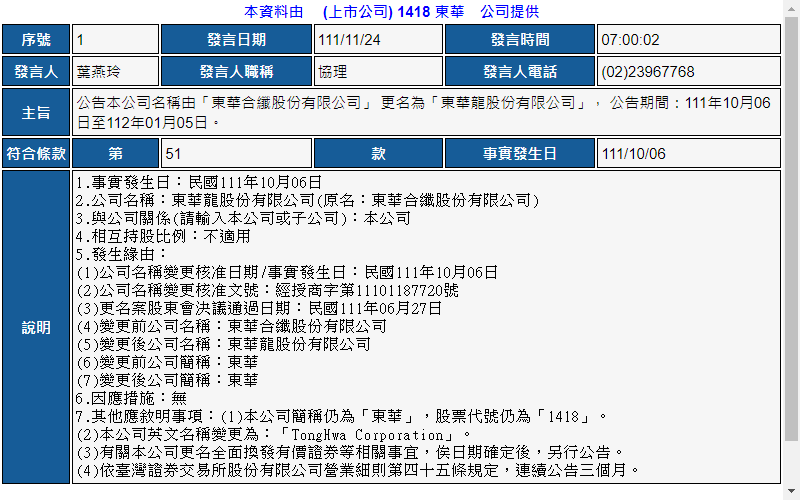 本資料由 (上市公司) 1418 東華 公司提供
序號 1 發言日期 111/11/24 發言時間 07:00:02
發言人 葉燕玲 發言人職稱 協理 發言人電話 (02)23967768
主旨 公告本公司名稱由「東華合纖股份有限公司」 更名為「東華龍股份有限公司」， 公告期間：111年10月06
日至112年01月05日。
符合條款 第 51 款 事實發生日 111/10/06
說明
1.事實發生日：民國111年10月06日
2.公司名稱：東華龍股份有限公司(原名：東華合纖股份有限公司)
3.與公司關係(請輸入本公司或子公司)：本公司
4.相互持股比例：不適用
5.發生緣由：
(1)公司名稱變更核准日期/事實發生日：民國111年10月06日
(2)公司名稱變更核准文號：經授商字第11101187720號
(3)更名案股東會決議通過日期：民國111年06月27日
(4)變更前公司名稱：東華合纖股份有限公司
(5)變更後公司名稱：東華龍股份有限公司
(6)變更前公司簡稱：東華
(7)變更後公司簡稱：東華
6.因應措施：無
7.其他應敘明事項：(1)本公司簡稱仍為「東華」，股票代號仍為「1418」。
(2)本公司英文名稱變更為：「TongHwa Corporation」。
(3)有關本公司更名全面換發有價證券等相關事宜，俟日期確定後，另行公告。
(4)依臺灣證券交易所股份有限公司營業細則第四十五條規定，連續公告三個月。